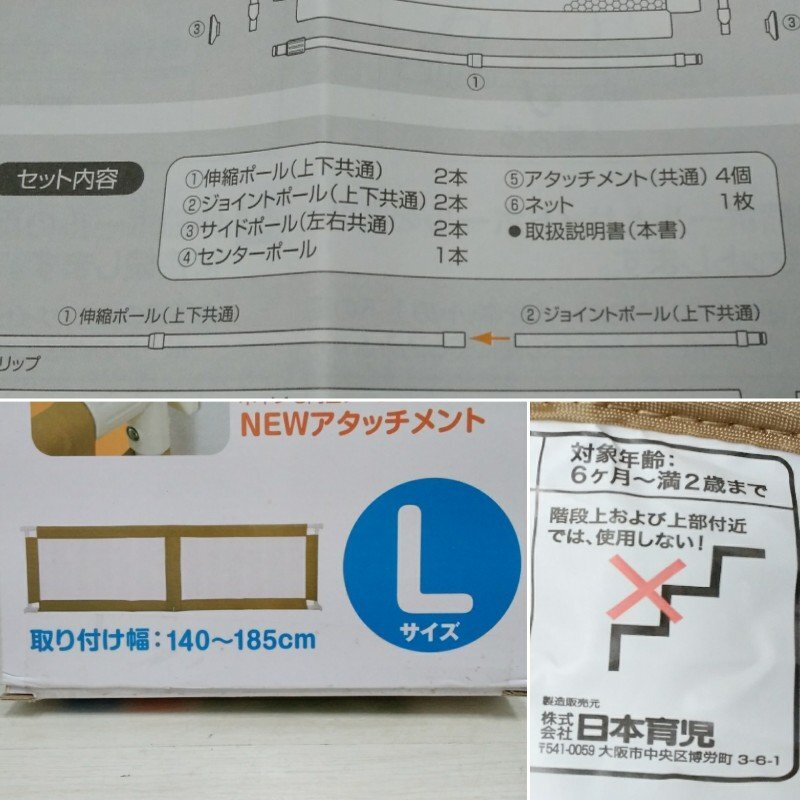 ③
③
①
セット内容
①伸縮ポール(上下共通) 2本
②ジョイントポール(上下共通) 2本
③サイドポール(左右共通) 2本
④センターポール 1本
⑤アタッチメント(共通) 4個
⑥ネット 1枚
●取扱説明書(本書)
①伸縮ポール(上下共通)
②ジョイントポール(上下共通)
リップ
NEWアタッチメント
L
サイズ
取り付け幅:140～185cm
対象年齢:
6ヶ月～満2歳まで
階段上および上部付近
では、使用しない!
製造販売元
株式会社 日本育児
〒541-0059 大阪市中央区博労町 3-6-1